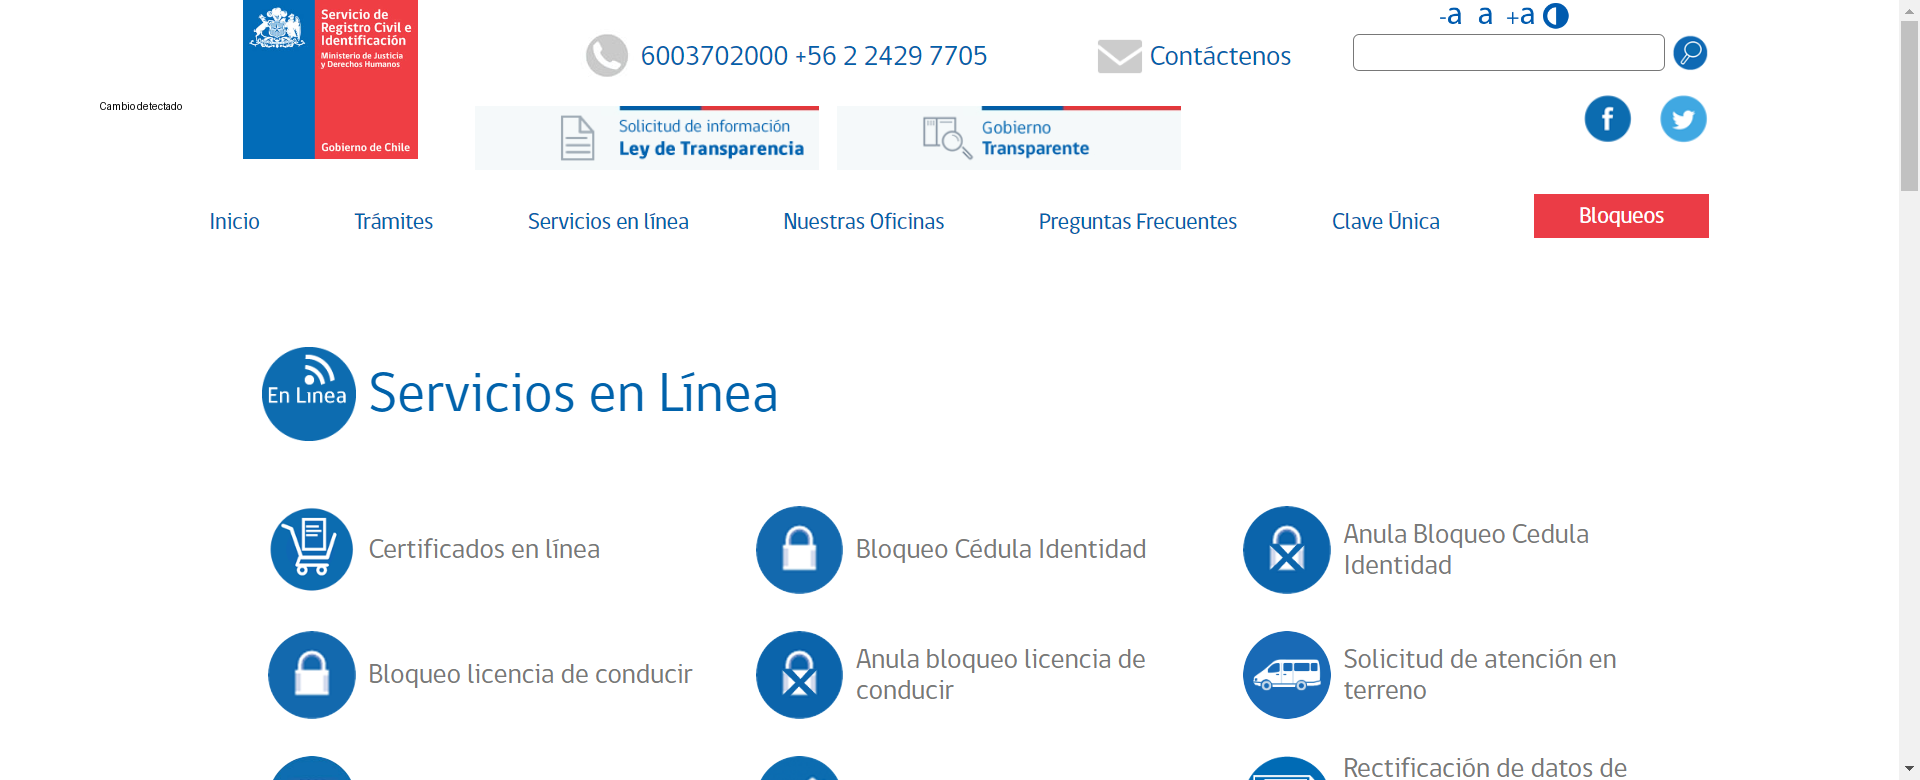 -a a +a
Servicio de
Registro Civil e
Identificación
Ministerio de Justicia
y Derechos Humanos
Gobierno de Chile
6003702000 +56 2 2429 7705
Contáctenos
Cambio detectado
Solicitud de información
Ley de Transparencia
Gobierno
Transparente
Inicio
Trámites
Servicios en línea
Nuestras Oficinas
Preguntas Frecuentes
Clave Única
Bloqueos
En Línea
Servicios en Línea
Certificados en línea
Bloqueo Cédula Identidad
Anula Bloqueo Cedula
Identidad
Bloqueo licencia de conducir
Anula bloqueo licencia de
conducir
Solicitud de atención en
terreno
Rectificación de datos de